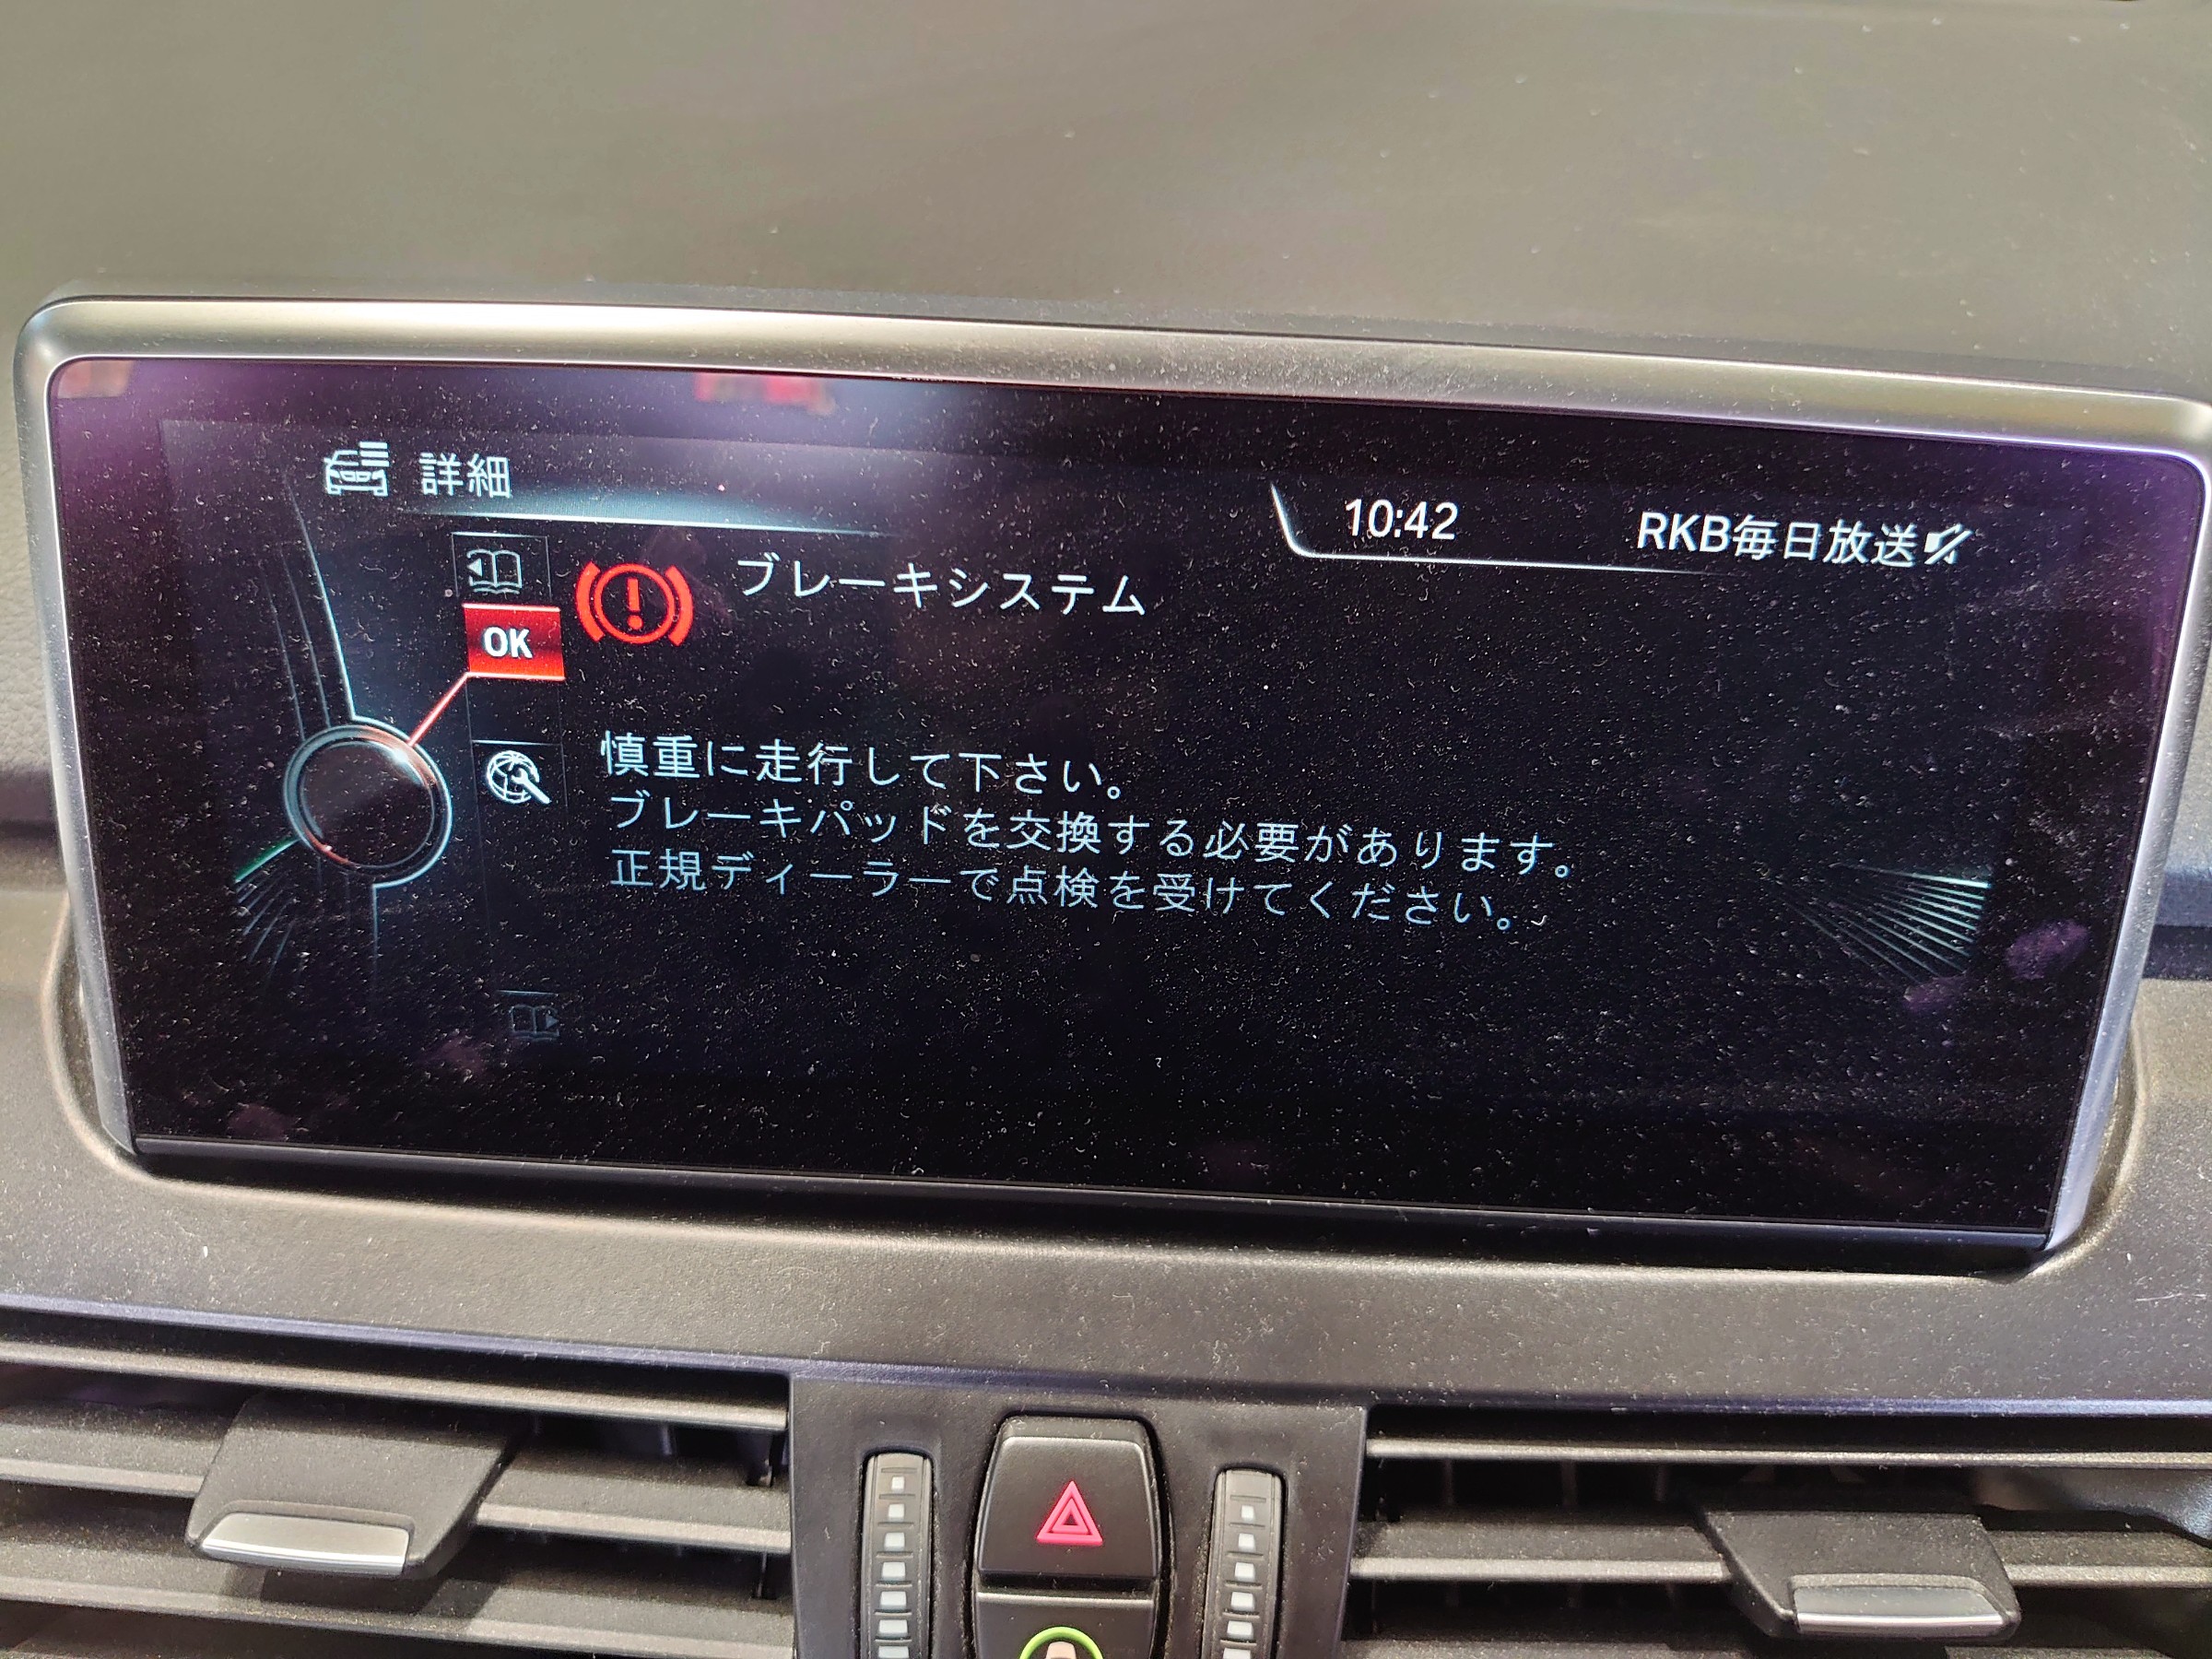 詳細
10:42
RKB毎日放送
OK
ブレーキシステム
慎重に走行して下さい。
ブレーキパッドを交換する必要があります。
正規ディーラーで点検を受けてください。